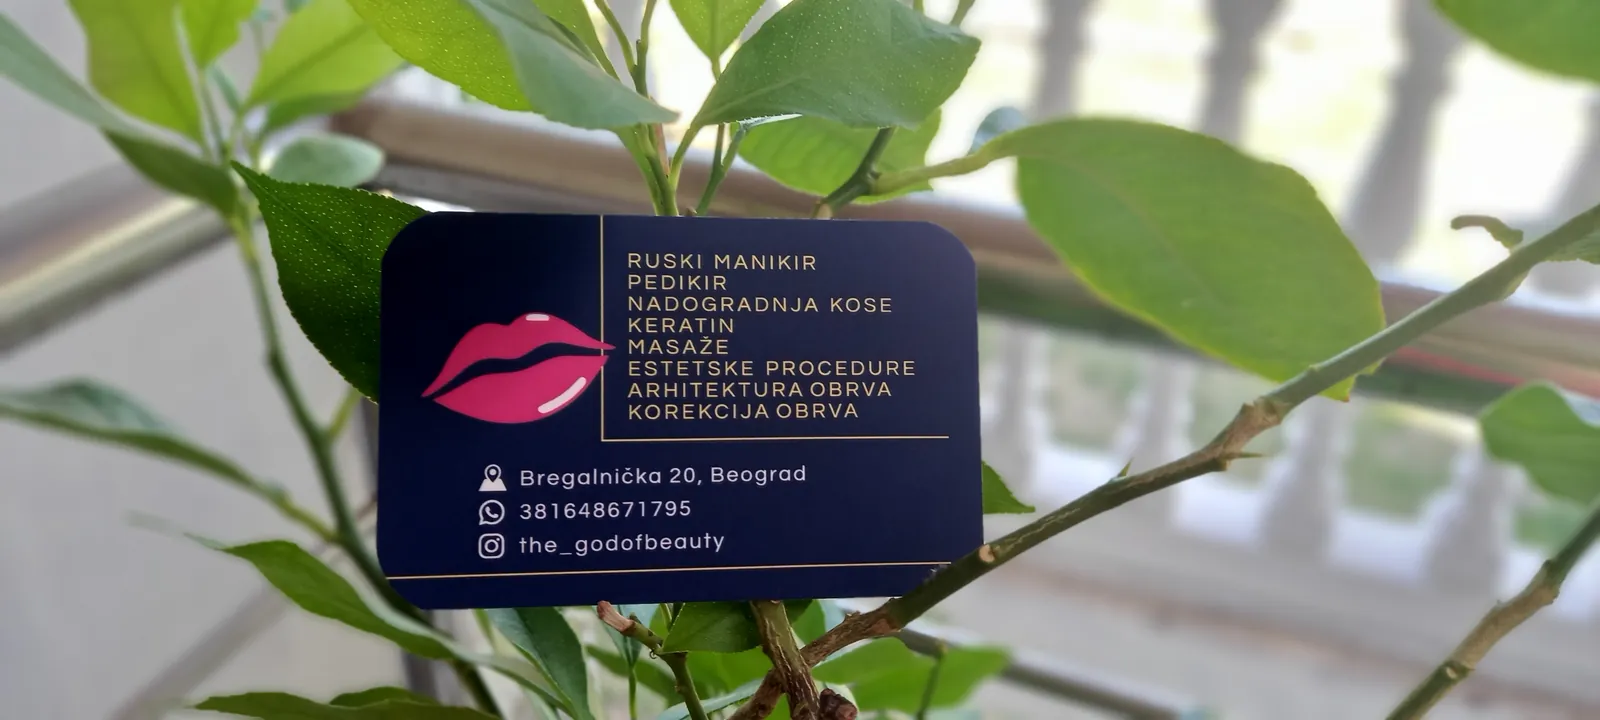 RUSKI MANIKIR
PEDIKIR
NADOGRADNJA KOSE
KERATIN
MASAŽE
ESTETSKE PROCEDURE
ARHITEKTURA OBRVA
KOREKCIJA OBRVA
Bregalnička 20, Beograd
381648671795
the_godofbeauty